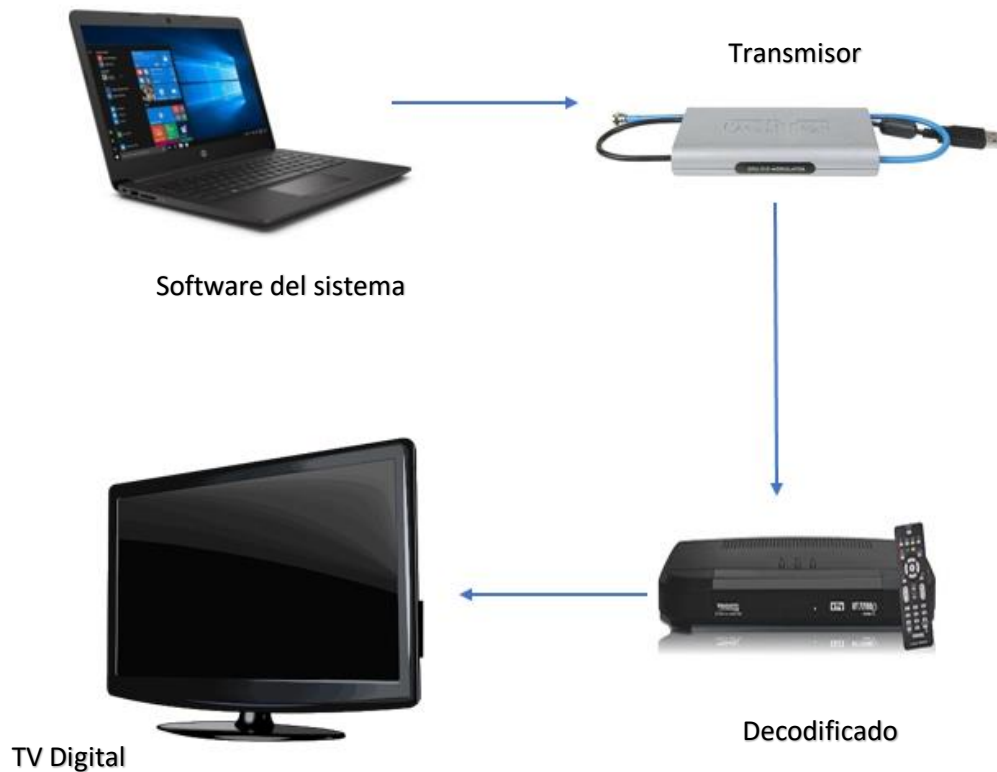 Transmisor
Software del sistema
Decodificado
TV Digital